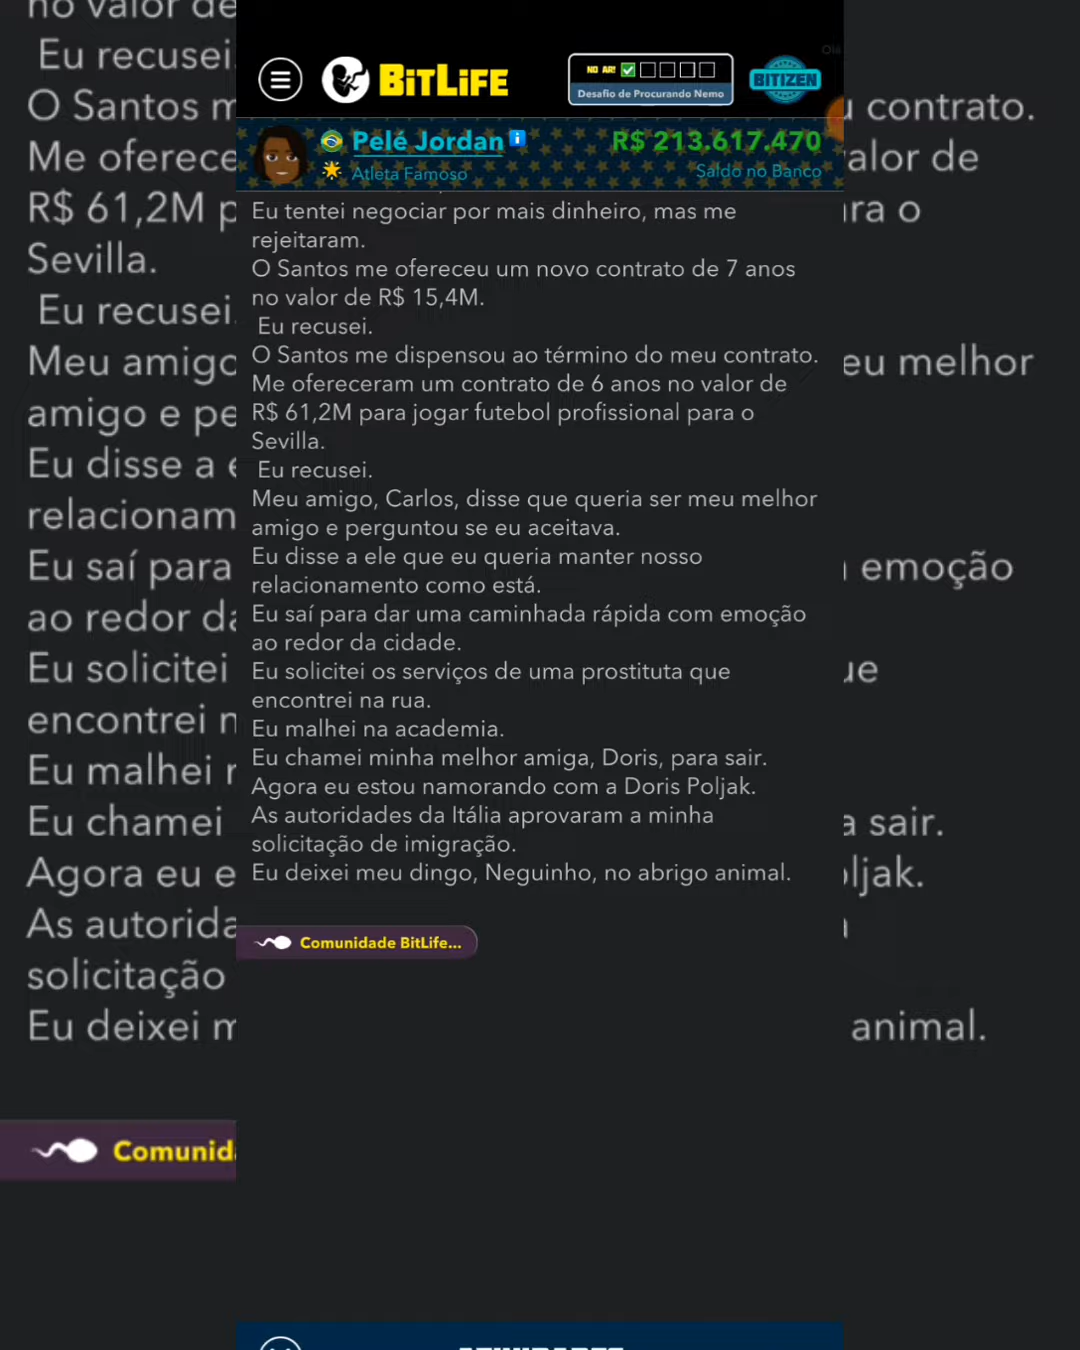 BitLife
NO AR!
Desafio de Procurando Nemo
BITIZEN
Pelé Jordan
R$ 213.617.470
Atleta Famoso
Saldo no Banco
Eu tentei negociar por mais dinheiro, mas me
rejeitaram.
O Santos me ofereceu um novo contrato de 7 anos
no valor de R$ 15,4M.
Eu recusei.
O Santos me dispensou ao término do meu contrato.
Me ofereceram um contrato de 6 anos no valor de
R$ 61,2M para jogar futebol profissional para o
Sevilla.
Eu recusei.
Meu amigo, Carlos, disse que queria ser meu melhor
amigo e perguntou se eu aceitava.
Eu disse a ele que eu queria manter nosso
relacionamento como está.
Eu saí para dar uma caminhada rápida com emoção
ao redor da cidade.
Eu solicitei os serviços de uma prostituta que
encontrei na rua.
Eu malhei na academia.
Eu chamei minha melhor amiga, Doris, para sair.
Agora eu estou namorando com a Doris Poljak.
As autoridades da Itália aprovaram a minha
solicitação de imigração.
Eu deixei meu dingo, Neguinho, no abrigo animal.
Comunidade BitLife...